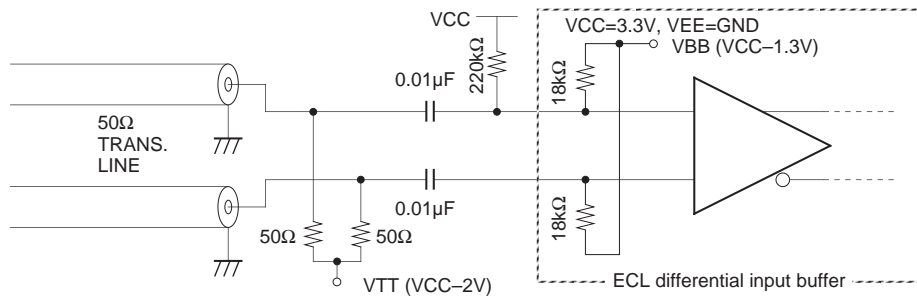 VCC
VCC=3.3V, VEE=GND
VBB (VCC–1.3V)
220kΩ
18kΩ
0.01µF
50Ω
TRANS.
LINE
0.01µF
18kΩ
50Ω
50Ω
VTT (VCC–2V)
ECL differential input buffer